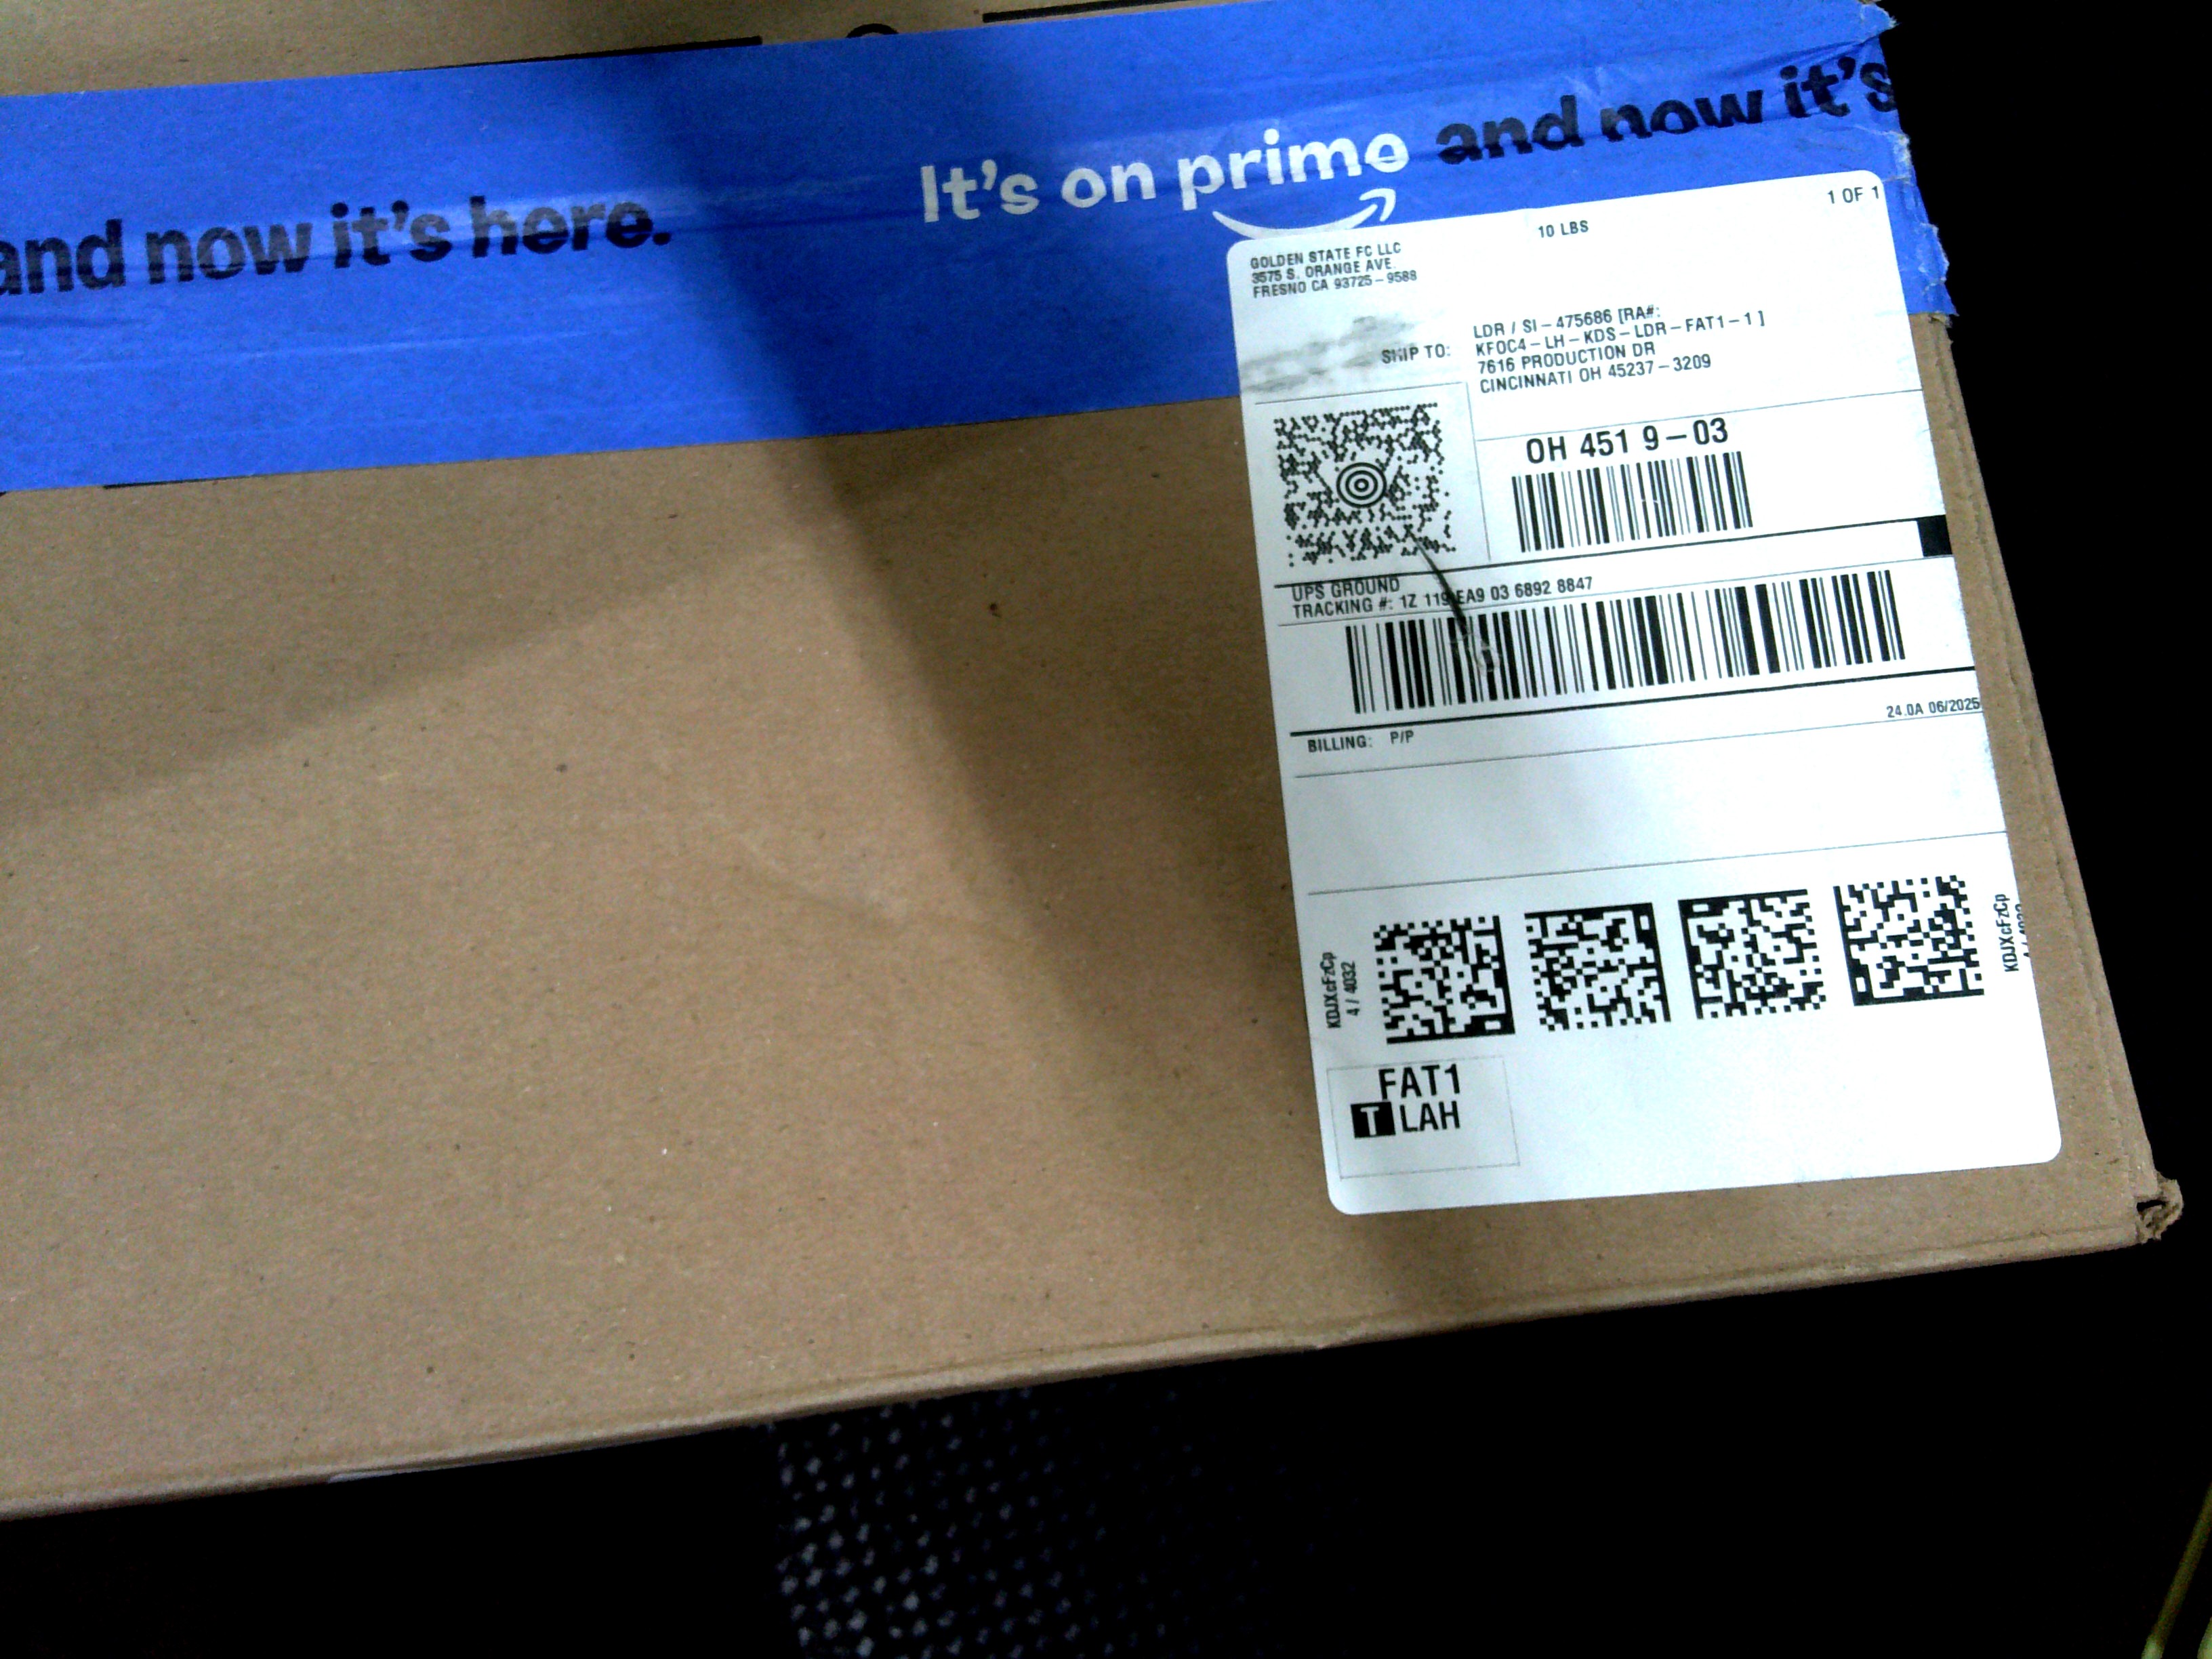 and now it's here.
It's on prime and now it's
1 OF 1
10 LBS
GOLDEN STATE FC LLC
3575 S. ORANGE AVE.
FRESNO CA 93725-9588
SHIP TO:
LDR / SI-475686 [RA#:
KFOC4-LH-KDS-LDR-FAT1-1 ]
7616 PRODUCTION DR
CINCINNATI OH 45237-3209
OH 451 9-03
UPS GROUND
TRACKING #: 1Z 119 EA9 03 6892 8847
24.0A 06/2025
BILLING: P/P
KDJXcFzCp
4 / 4032
KDJXcFzCp
FAT1
T LAH